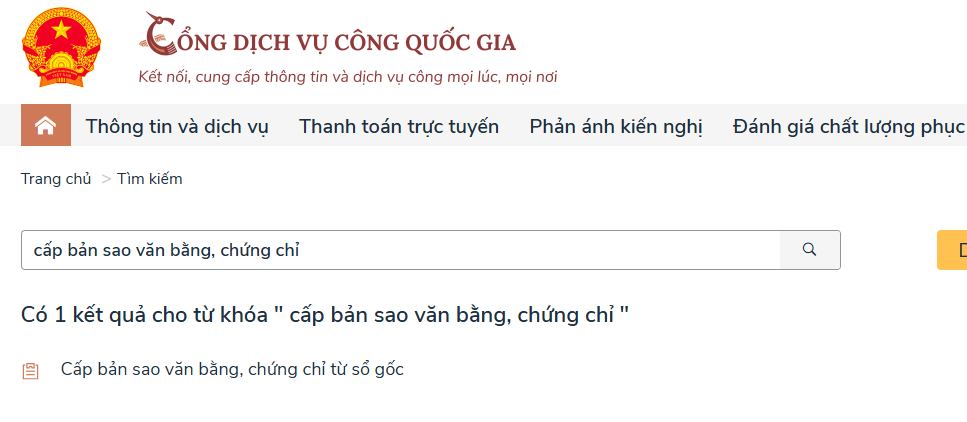 CỔNG DỊCH VỤ CÔNG QUỐC GIA
Kết nối, cung cấp thông tin và dịch vụ công mọi lúc, mọi nơi
Thông tin và dịch vụ Thanh toán trực tuyến Phản ánh kiến nghị Đánh giá chất lượng phục
Trang chủ > Tìm kiếm
cấp bản sao văn bằng, chứng chỉ
Có 1 kết quả cho từ khóa " cấp bản sao văn bằng, chứng chỉ "
Cấp bản sao văn bằng, chứng chỉ từ sổ gốc